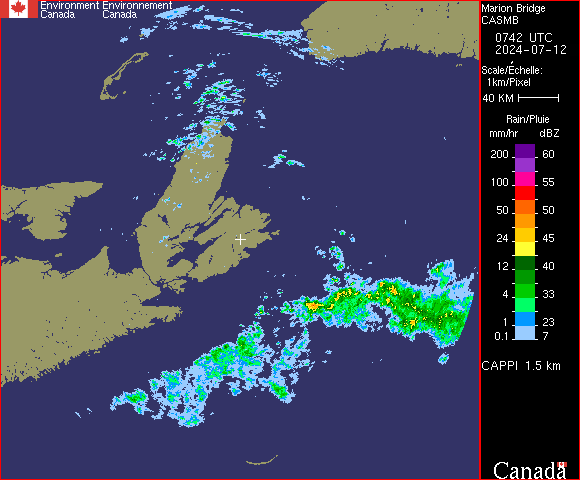 Environment Environnement
Canada Canada
Marion Bridge
CASMB
0742 UTC
2024-07-12
Scale/Échelle:
1km/Pixel
40 KM
Rain/Pluie
mm/hr dBZ
200 60
100 55
50 50
24 45
12 40
4 33
1 23
0.1 7
CAPPI 1.5 km
Canada